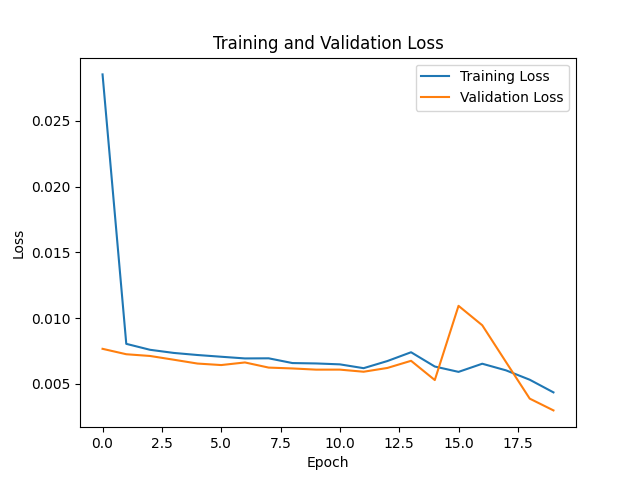 Training and Validation Loss
Training Loss
Validation Loss
0.025
0.020
0.015
0.010
0.005
Loss
0.0 2.5 5.0 7.5 10.0 12.5 15.0 17.5
Epoch